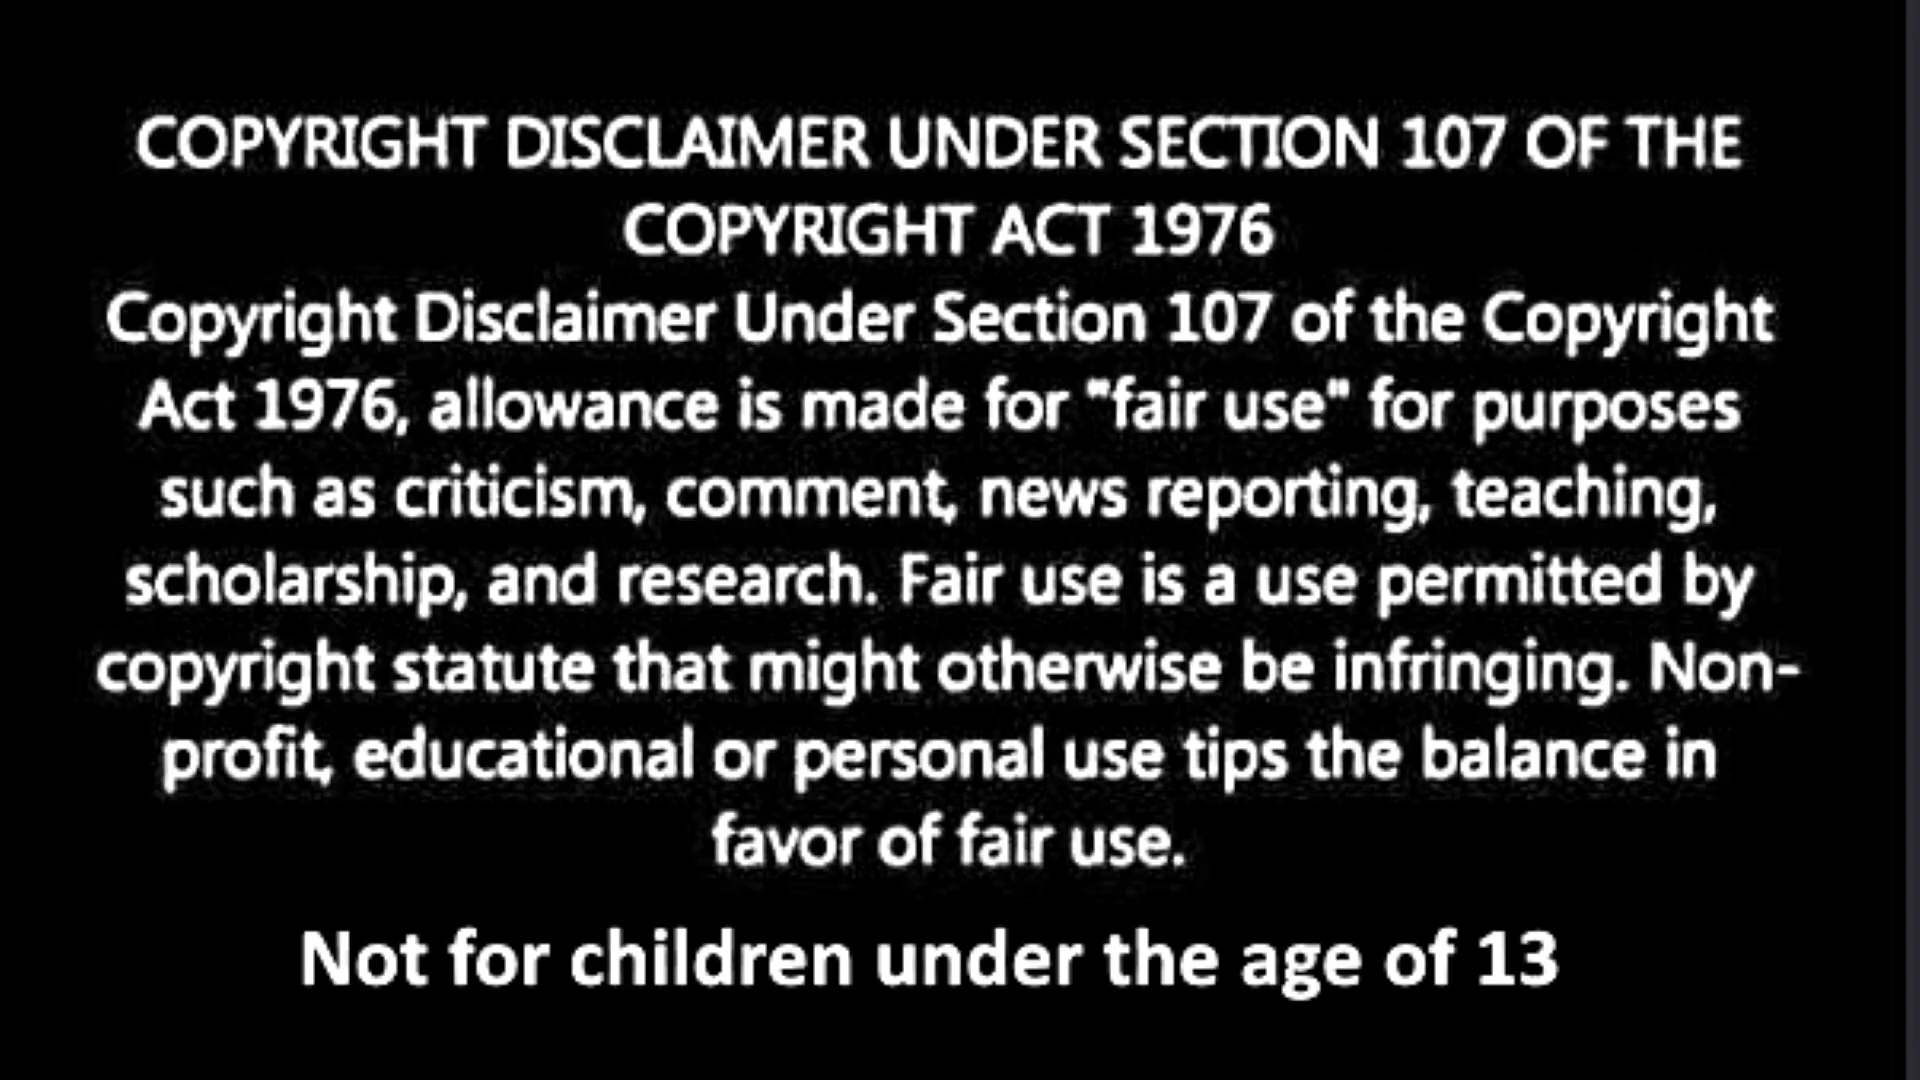 COPYRIGHT DISCLAIMER UNDER SECTION 107 OF THE
COPYRIGHT ACT 1976
Copyright Disclaimer Under Section 107 of the Copyright
Act 1976, allowance is made for "fair use" for purposes
such as criticism, comment, news reporting, teaching,
scholarship, and research. Fair use is a use permitted by
copyright statute that might otherwise be infringing. Non-
profit, educational or personal use tips the balance in
favor of fair use.
Not for children under the age of 13